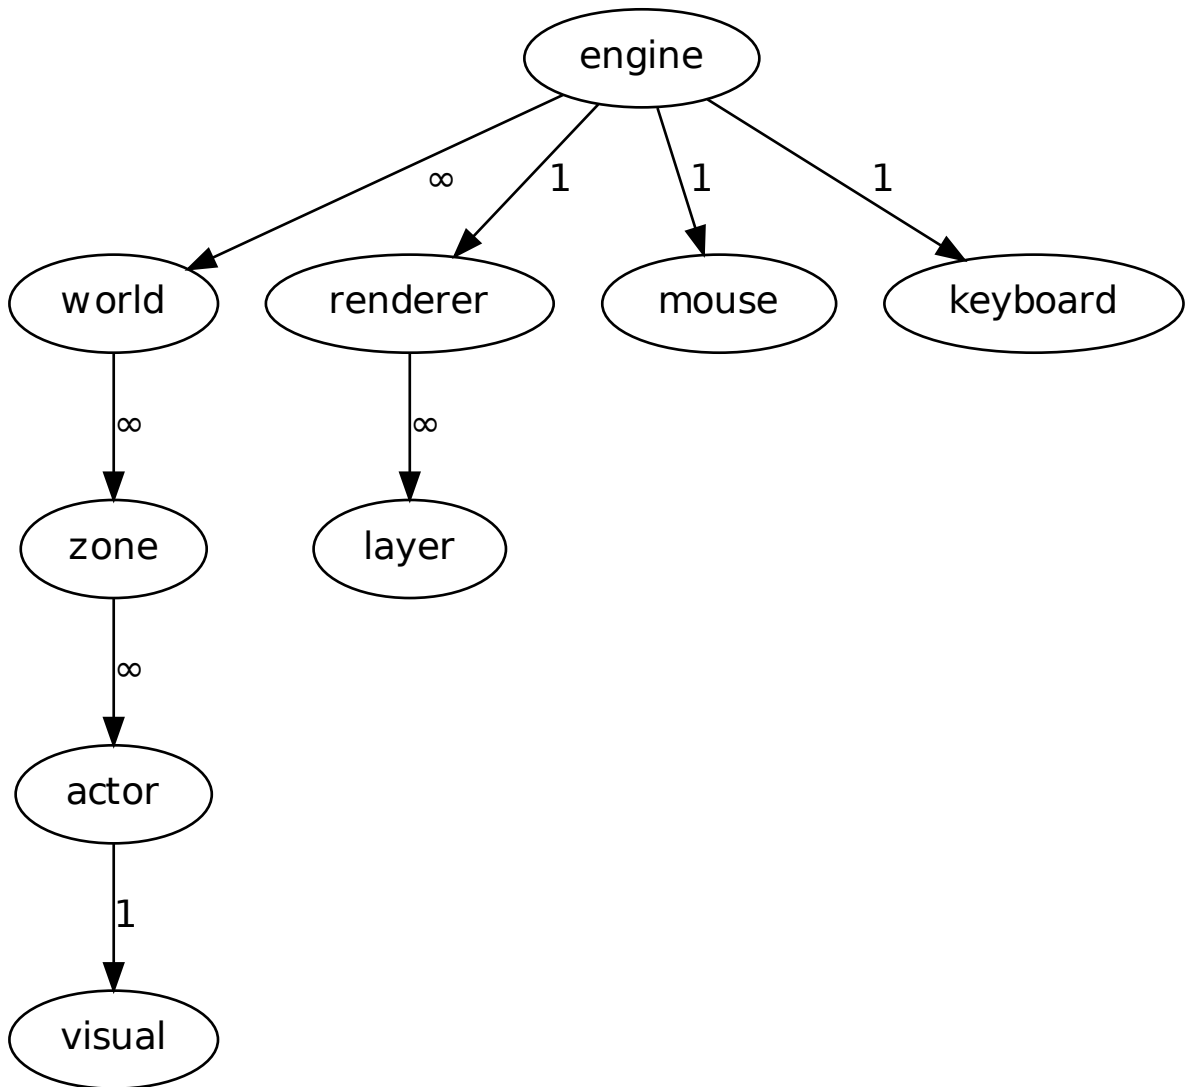 engine
∞
1
1
1
world
renderer
mouse
keyboard
∞
∞
zone
layer
∞
actor
1
visual